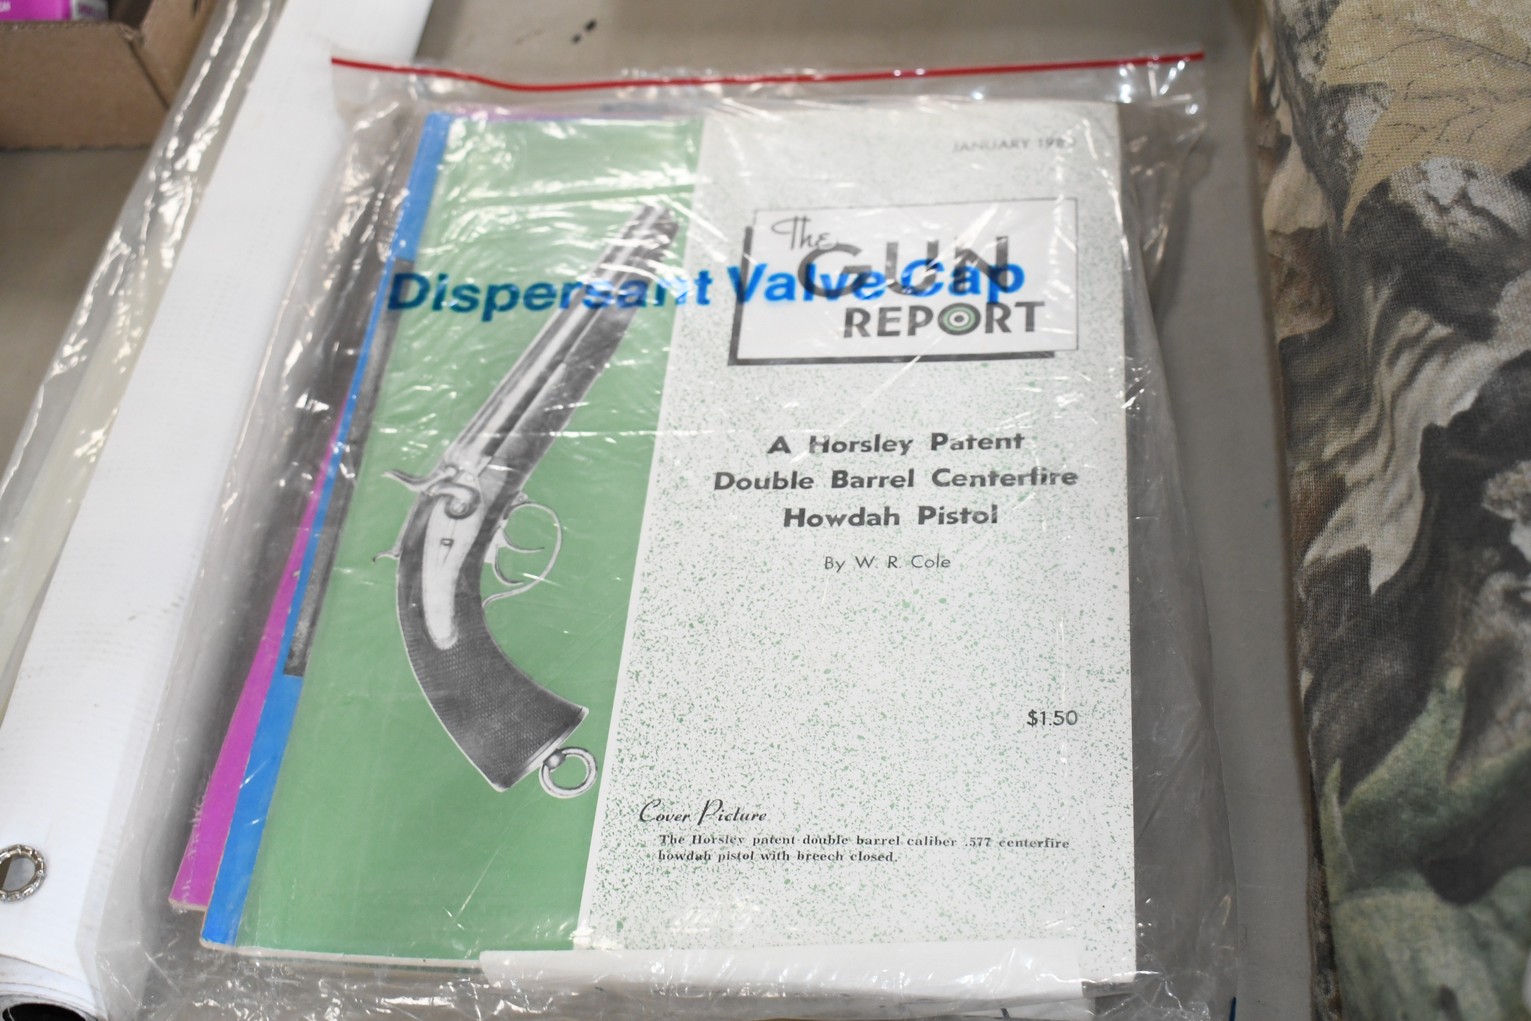 JANUARY
The
GUN
REPORT
Dispersant Valve Cap
A Horsley Patent
Double Barrel Centerfire
Howdah Pistol
By W. R. Cole
$1.50
Cover Picture
The Horsley patent double barrel caliber .577 centerfire
howdah pistol with breech closed.